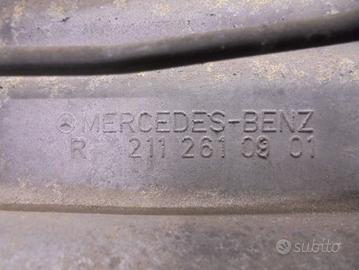 MERCEDES-BENZ
R 211 261 09 01
subito